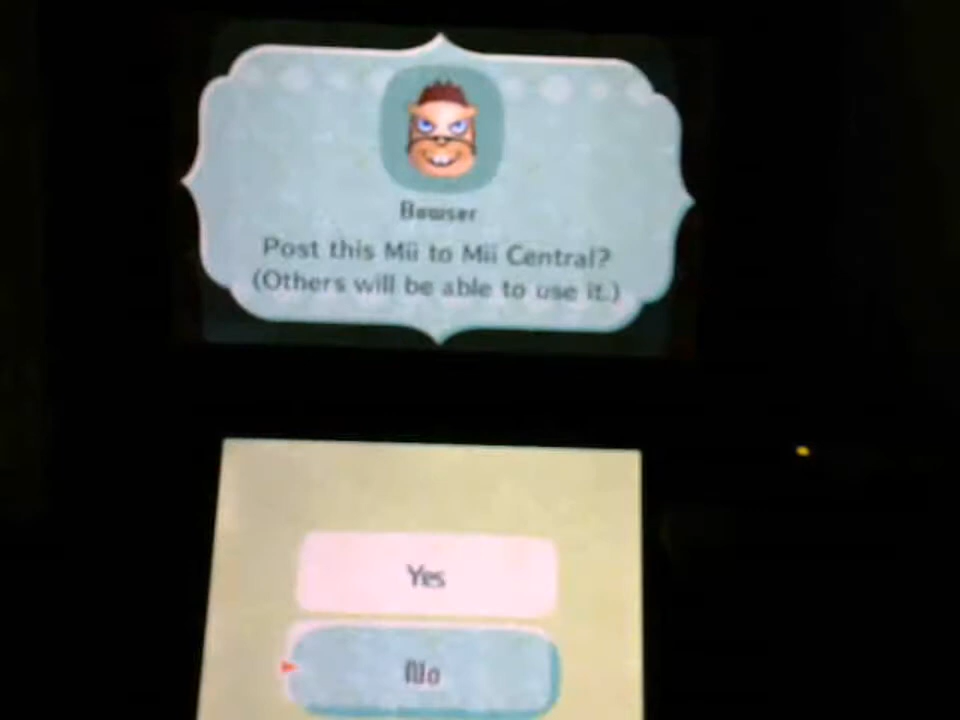 Bowser
Post this Mii to Mii Central?
(Others will be able to use it.)
Yes
No